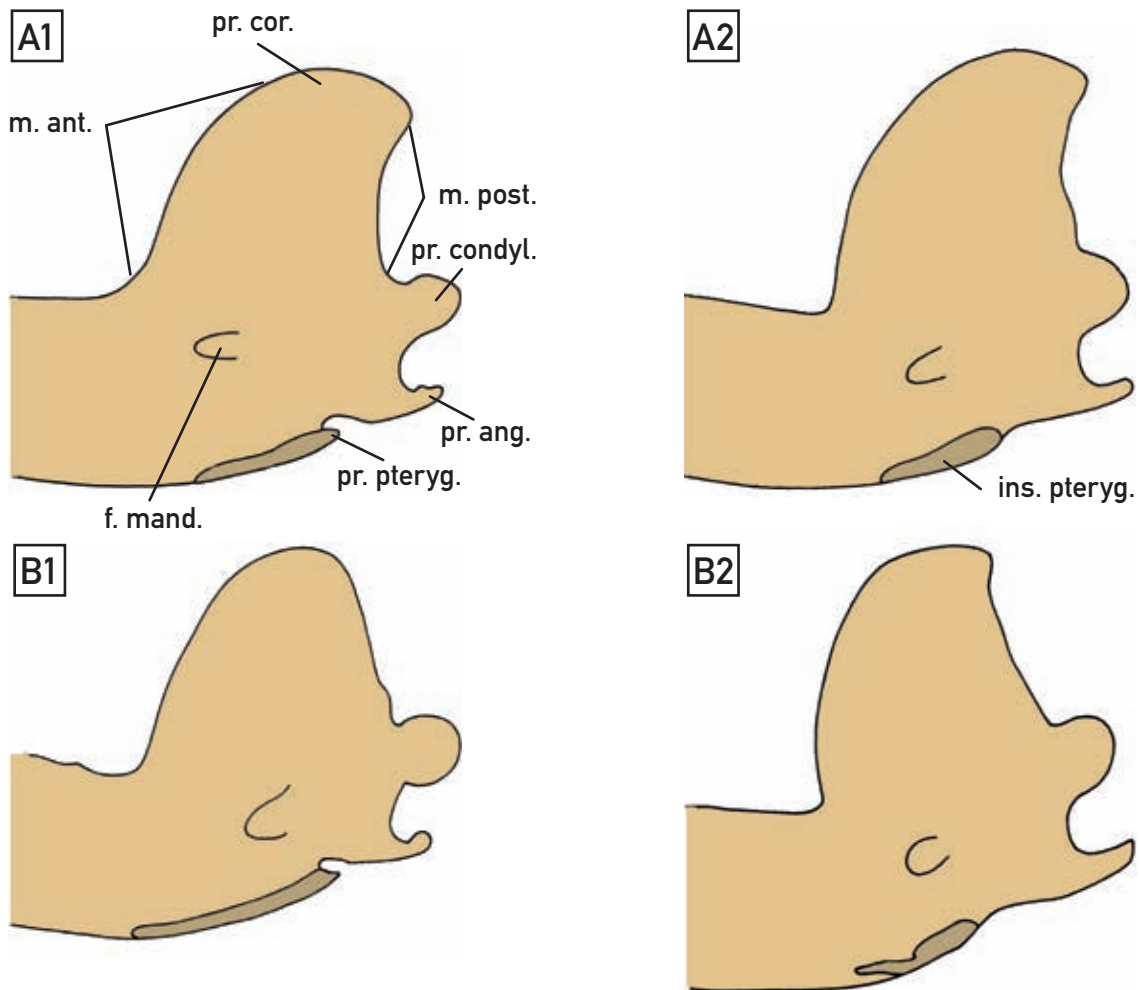 A1
pr. cor.
m. ant.
m. post.
pr. condyl.
pr. ang.
pr. pteryg.
f. mand.
A2
ins. pteryg.
B1
B2